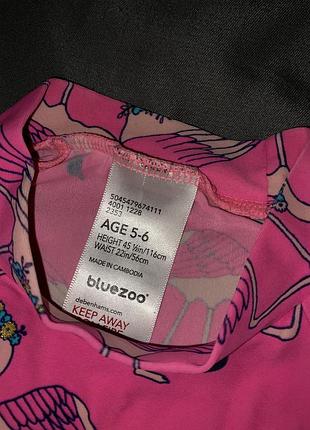 5045479674111
4001 1228
2353
AGE 5-6
HEIGHT 45 ½in/116cm
WAIST 22in/56cm
MADE IN CAMBODIA
bluezoo
debenhams.com
KEEP AWAY